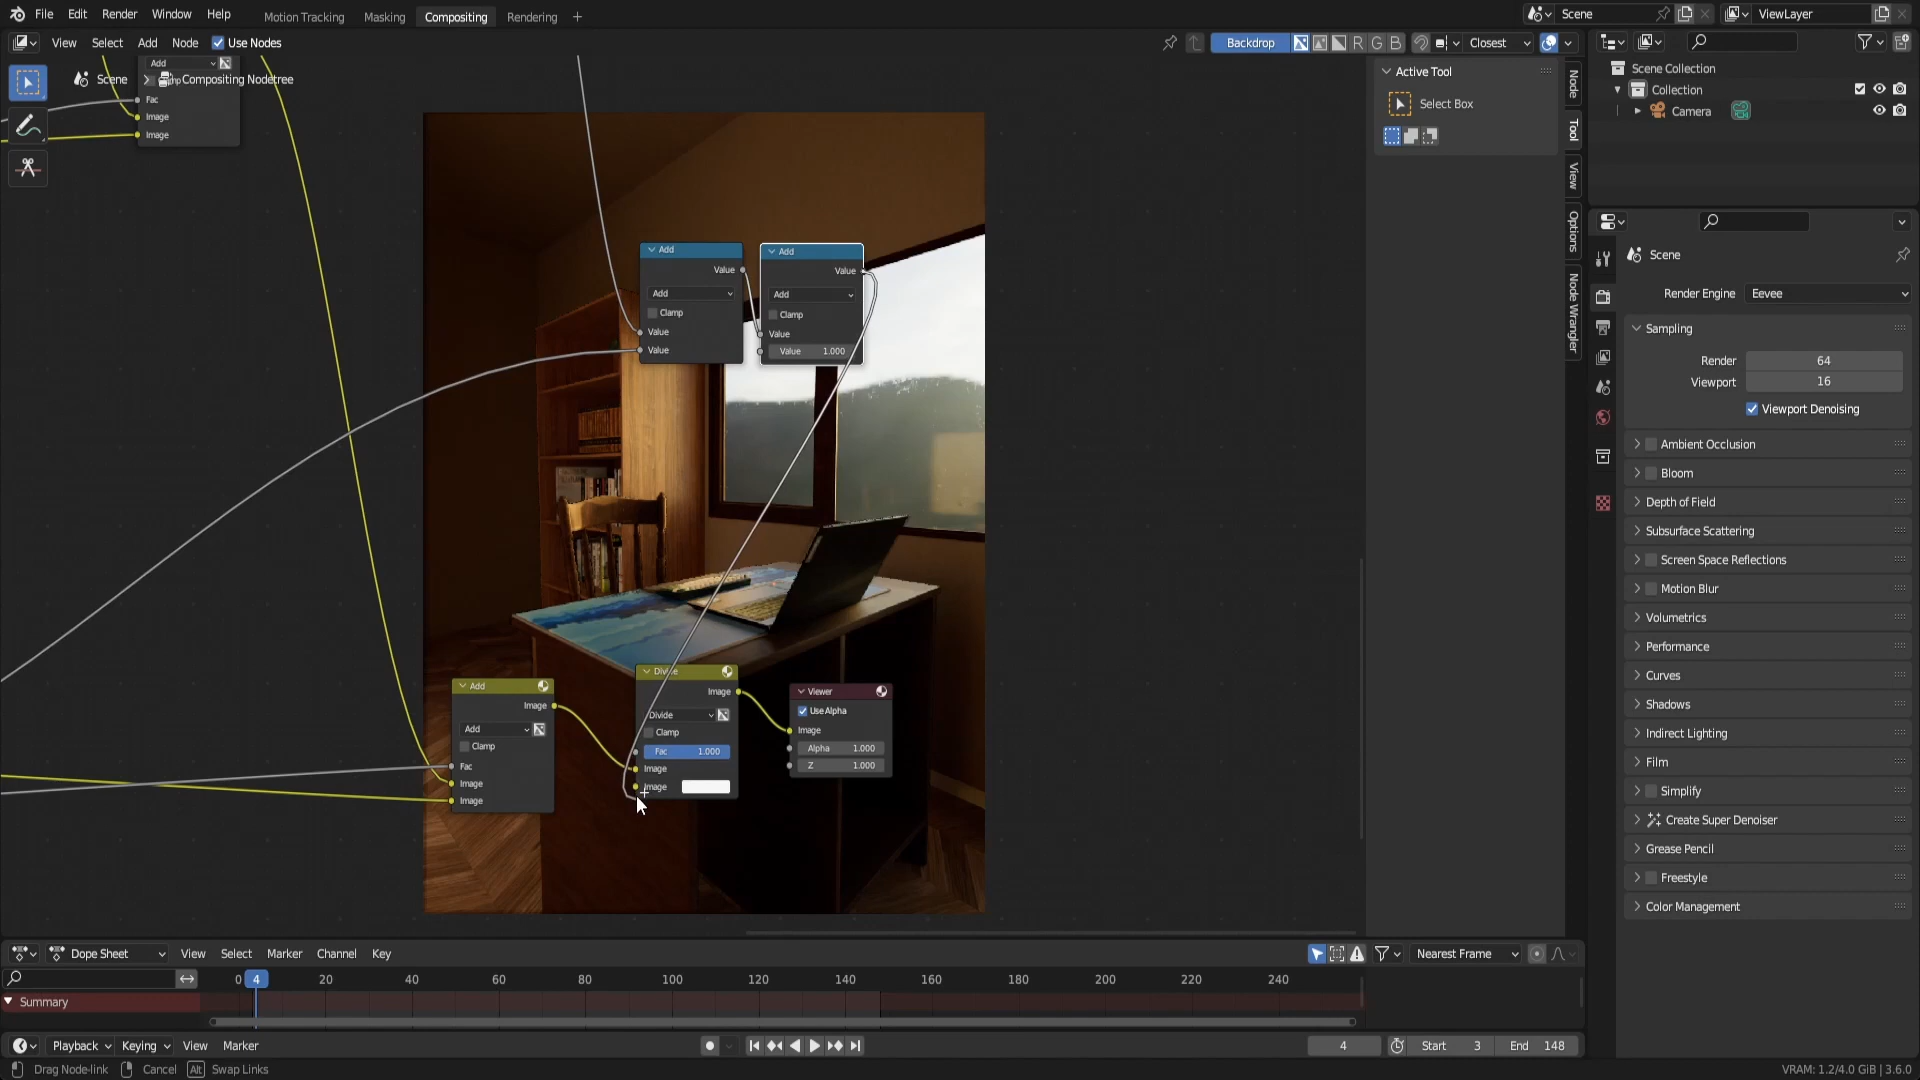 File Edit Render Window Help Motion Tracking Masking Compositing Rendering + Scene ViewLayer
View Select Add Node Use Nodes Backdrop R G B Closest
Scene Compositing Nodetree
Add
Fac
Image
Image
Active Tool
Select Box
Node
Tool
View
Options
Node Wrangler
Scene Collection
Collection
Camera
Add
Value
Add
Clamp
Value
Value
Add
Value
Add
Clamp
Value
Value 1.000
Add
Image
Add
Clamp
Fac
Image
Image
Image
Divide
Clamp
Fac 1.000
Image
Image
Viewer
Use Alpha
Image
Alpha 1.000
Z 1.000
Scene
Render Engine Eevee
Sampling
Render 64
Viewport 16
Viewport Denoising
Ambient Occlusion
Bloom
Depth of Field
Subsurface Scattering
Screen Space Reflections
Motion Blur
Volumetrics
Performance
Curves
Shadows
Indirect Lighting
Film
Simplify
Create Super Denoiser
Grease Pencil
Freestyle
Color Management
Dope Sheet View Select Marker Channel Key Nearest Frame
0 4 20 40 60 80 100 120 140 160 180 200 220 240
Summary
Playback Keying View Marker 4 Start 3 End 148
Drag Node-link Cancel Alt Swap Links VRAM: 1.2/4.0 GiB | 3.6.0